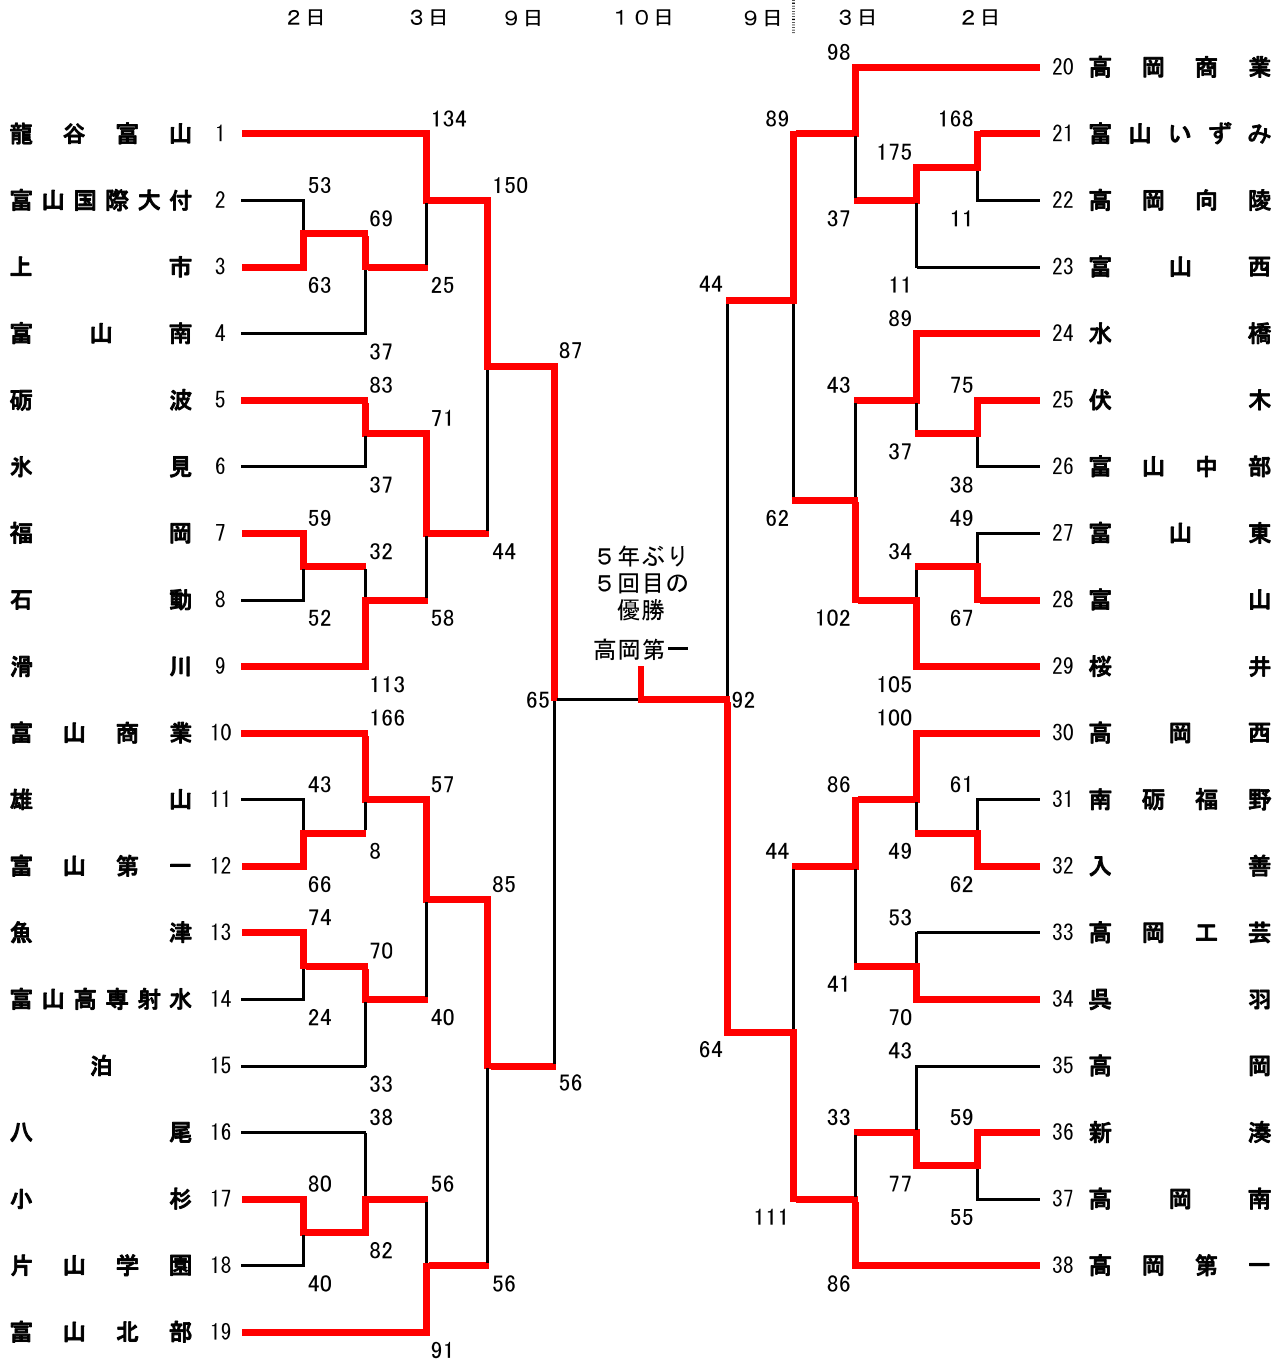 ２日 ３日 ９日 １０日 ９日 ３日 ２日
龍谷富山 1
富山国際大付 2
上市 3
富山南 4
砺波 5
氷見 6
福岡 7
石動 8
滑川 9
富山商業 10
雄山 11
富山第一 12
魚津 13
富山高専射水 14
泊 15
八尾 16
小杉 17
片山学園 18
富山北部 19
53
63
59
52
43
66
74
24
80
40
69
37
83
37
32
113
166
8
70
33
38
82
134
25
71
58
57
40
56
91
150
44
85
56
87
56
65
５年ぶり
５回目の
優勝
高岡第一
92
44
64
89
62
44
111
98
37
43
102
86
41
33
86
175
11
89
37
34
105
100
49
53
70
43
77
168
11
75
38
49
67
61
62
59
55
20 高岡商業
21 富山いずみ
22 高岡向陵
23 富山西
24 水橋
25 伏木
26 富山中部
27 富山東
28 富山
29 桜井
30 高岡西
31 南砺福野
32 入善
33 高岡工芸
34 呉羽
35 高岡
36 新湊
37 高岡南
38 高岡第一